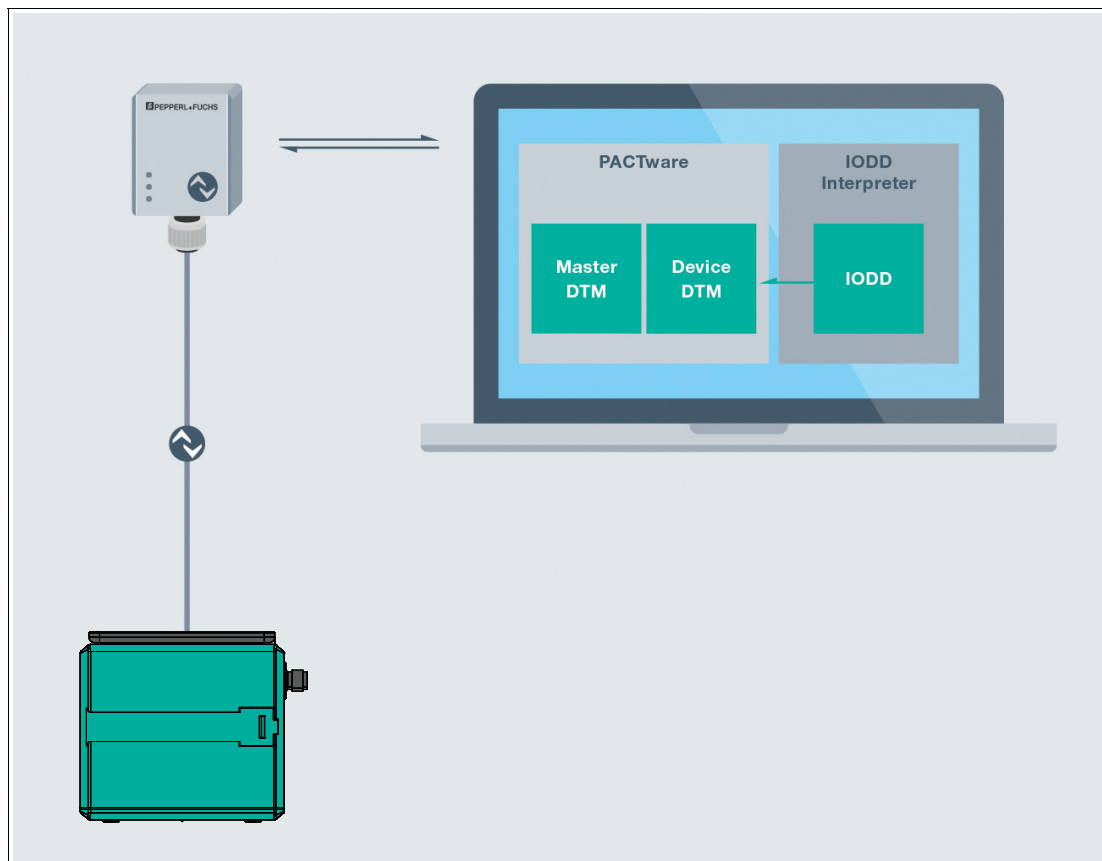 PEPPERL+FUCHS
PACTware
IODD
Interpreter
Master
DTM
Device
DTM
IODD